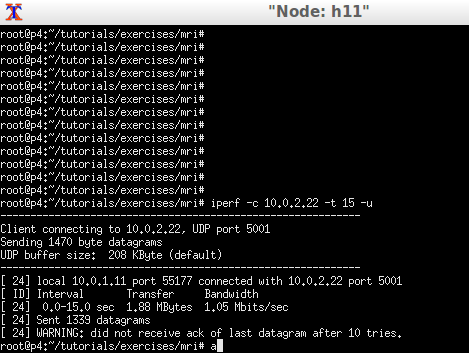 "Node: h11"
root@p4:~/tutorials/exercises/mri#
root@p4:~/tutorials/exercises/mri#
root@p4:~/tutorials/exercises/mri#
root@p4:~/tutorials/exercises/mri#
root@p4:~/tutorials/exercises/mri#
root@p4:~/tutorials/exercises/mri#
root@p4:~/tutorials/exercises/mri#
root@p4:~/tutorials/exercises/mri#
root@p4:~/tutorials/exercises/mri#
root@p4:~/tutorials/exercises/mri#
root@p4:~/tutorials/exercises/mri#
root@p4:~/tutorials/exercises/mri#
root@p4:~/tutorials/exercises/mri# iperf -c 10.0.2.22 -t 15 -u
------------------------------------------------------------
Client connecting to 10.0.2.22, UDP port 5001
Sending 1470 byte datagrams
UDP buffer size:  208 KByte (default)
------------------------------------------------------------
[ 24] local 10.0.1.11 port 55177 connected with 10.0.2.22 port 5001
[ ID] Interval       Transfer     Bandwidth
[ 24]  0.0-15.0 sec  1.88 MBytes  1.05 Mbits/sec
[ 24] Sent 1339 datagrams
[ 24] WARNING: did not receive ack of last datagram after 10 tries.
root@p4:~/tutorials/exercises/mri# a